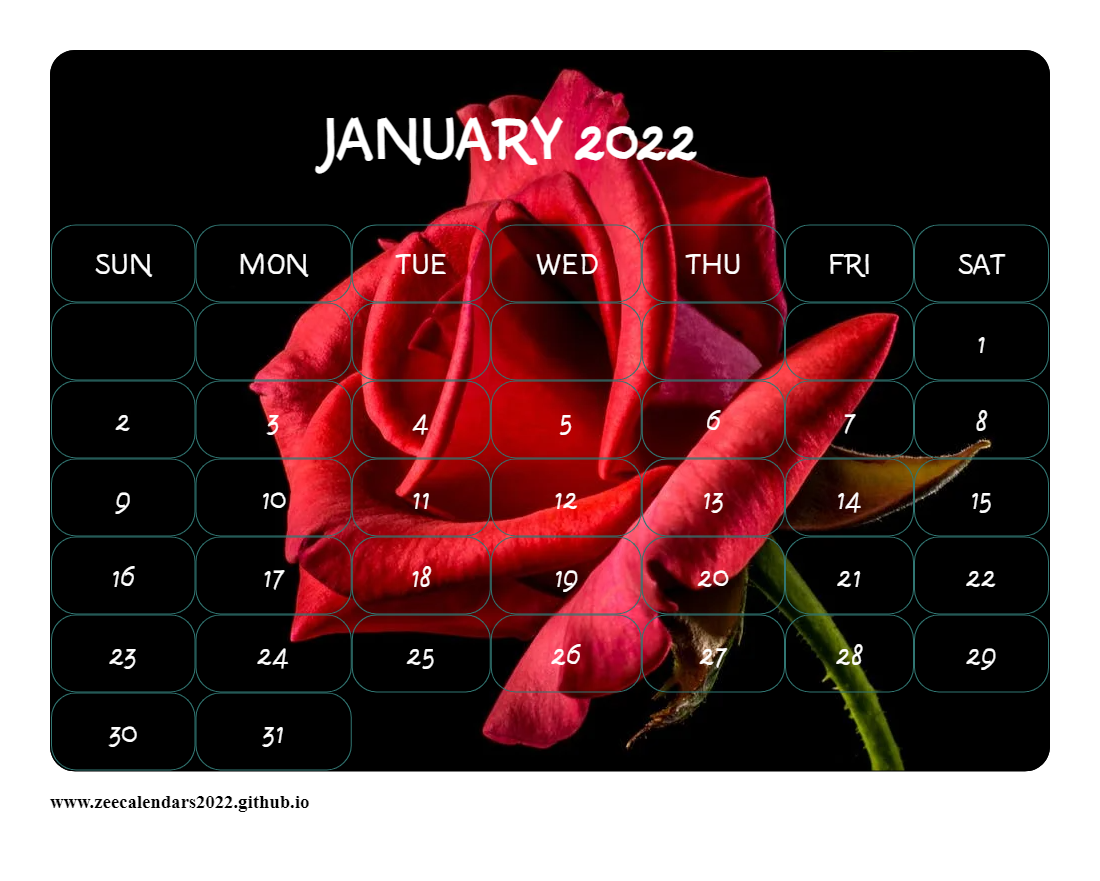 JANUARY 2022
SUN MON TUE WED THU FRI SAT
1
2 3 4 5 6 7 8
9 10 11 12 13 14 15
16 17 18 19 20 21 22
23 24 25 26 27 28 29
30 31
www.zeecalendars2022.github.io